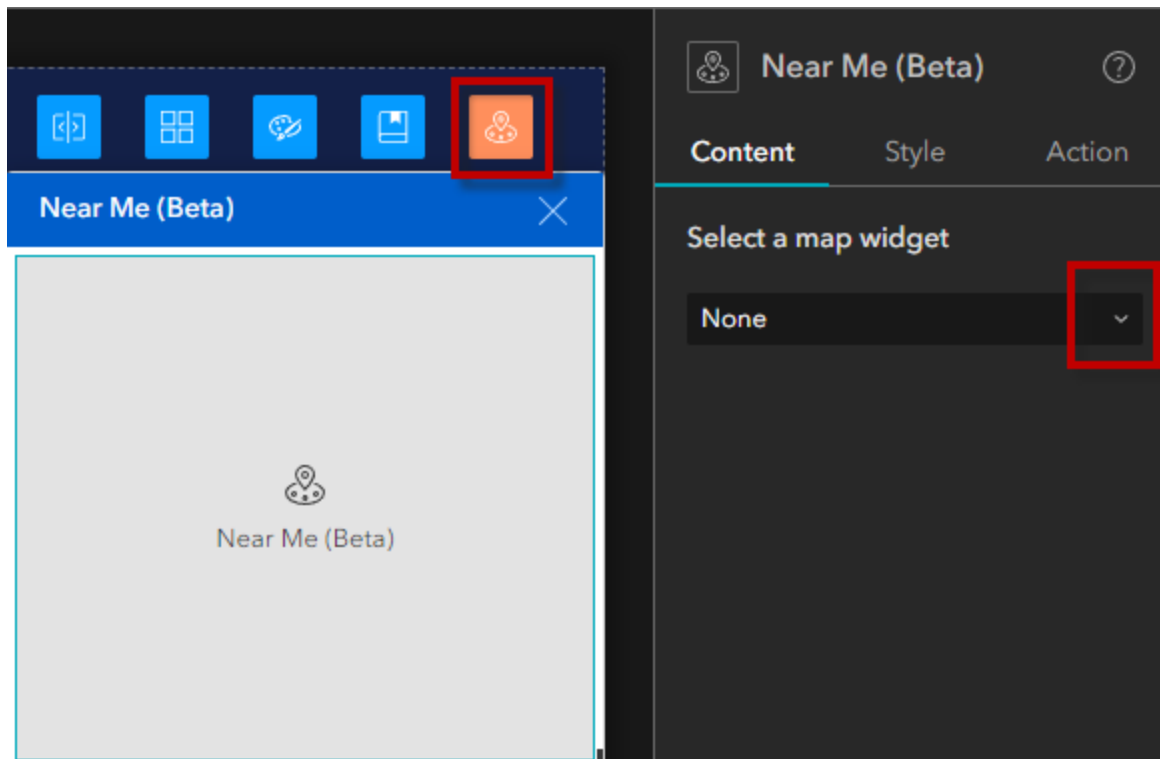 Near Me (Beta)
Near Me (Beta)
Near Me (Beta)
Content
Style
Action
Select a map widget
None